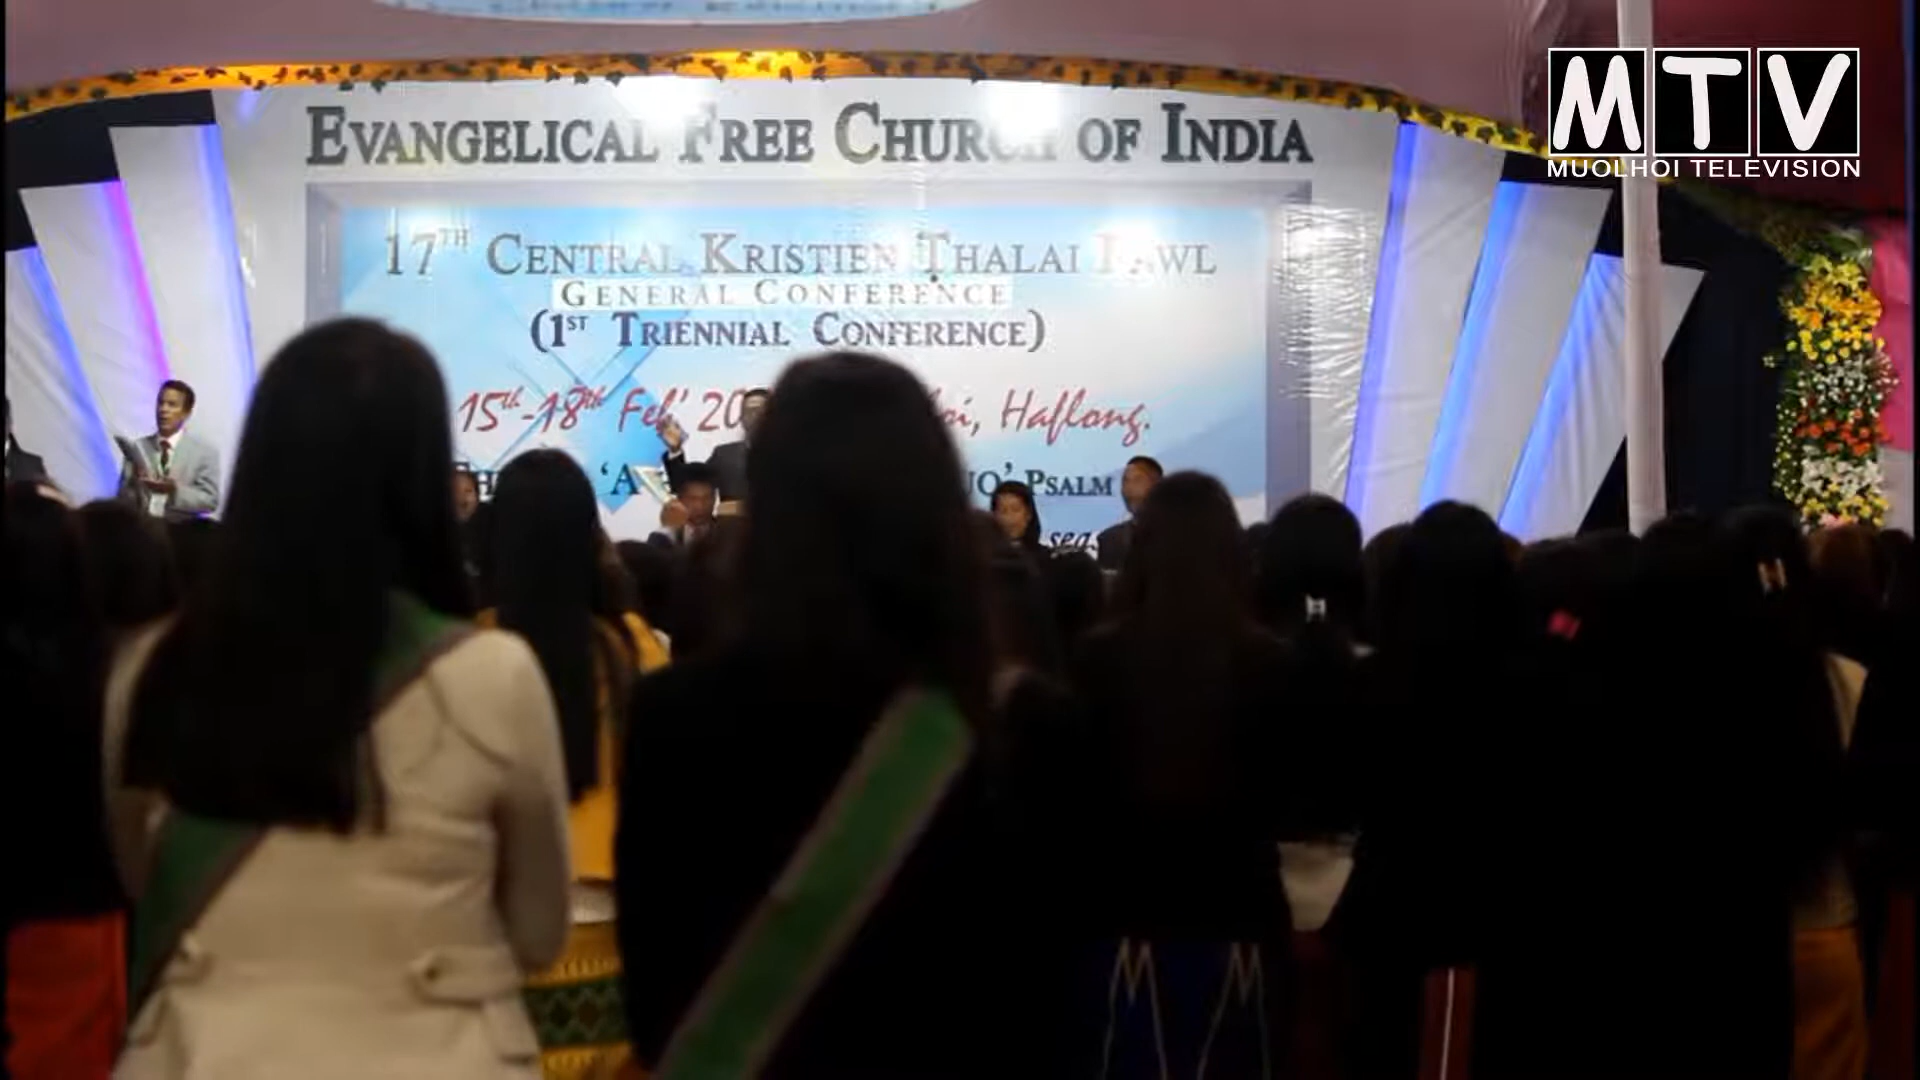 MTV
MUOLHOI TELEVISION
EVANGELICAL FREE CHURCH OF INDIA
17TH CENTRAL KRISTIEN THALAI PAWL
GENERAL CONFERENCE
(1ST TRIENNIAL CONFERENCE)
15th-18th Feb' Haflong.
PSALM